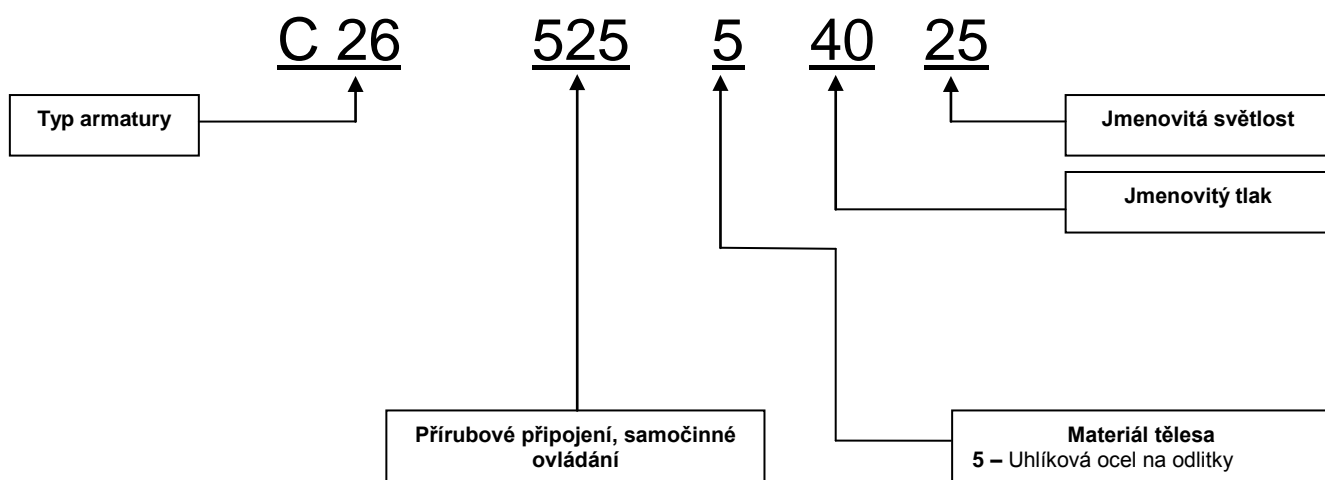 C 26 525 5 40 25
Typ armatury
Jmenovitá světlost
Jmenovitý tlak
Přírubové připojení, samočinné
ovládání
Materiál tělesa
5 – Uhlíková ocel na odlitky